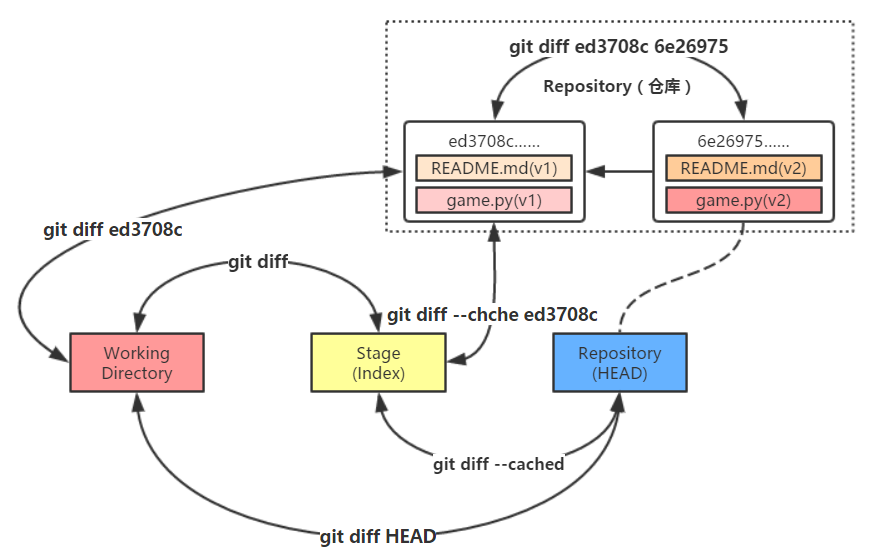 git diff ed3708c 6e26975
Repository（仓库）
ed3708c......
README.md(v1)
game.py(v1)
6e26975......
README.md(v2)
game.py(v2)
git diff ed3708c
git diff
git diff --chche ed3708c
Working
Directory
Stage
(Index)
Repository
(HEAD)
git diff --cached
git diff HEAD